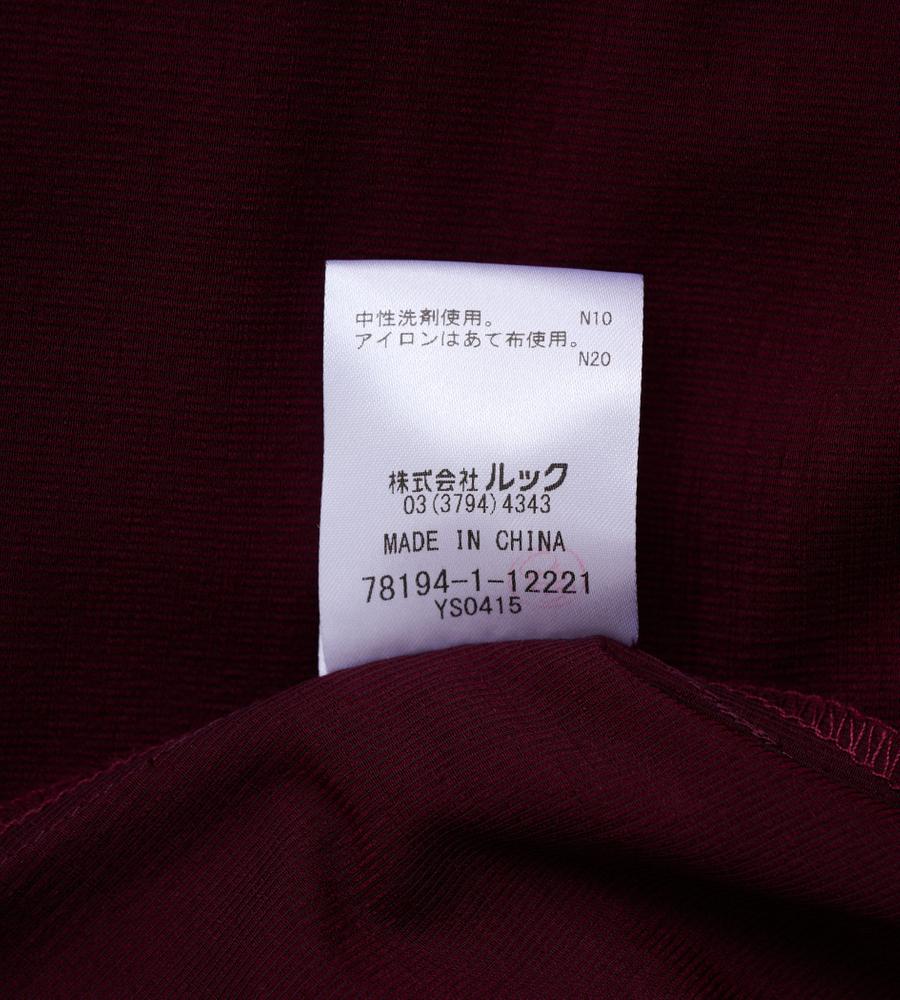 中性洗剤使用。 N10
アイロンはあて布使用。
N20
株式会社ルック
03(3794)4343
MADE IN CHINA
78194-1-12221
YS0415